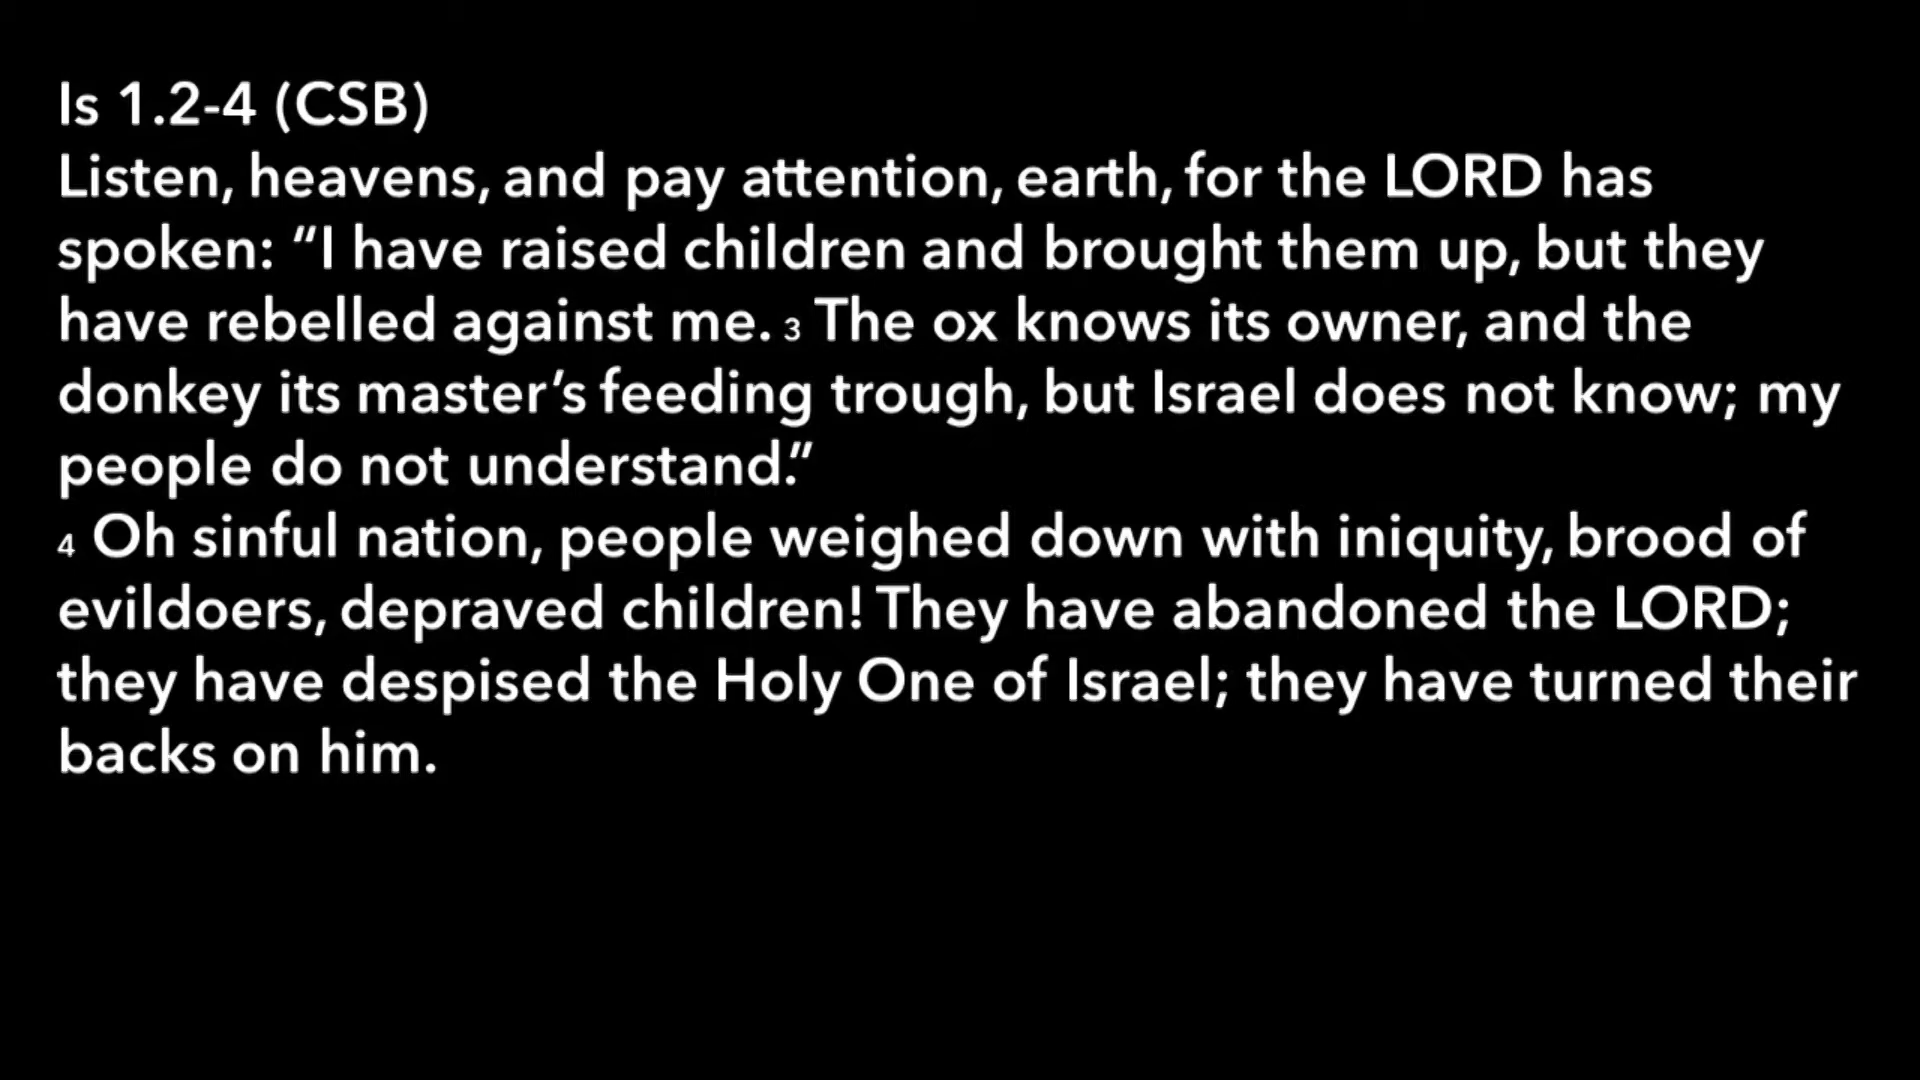 Is 1.2-4 (CSB)
Listen, heavens, and pay attention, earth, for the LORD has
spoken: “I have raised children and brought them up, but they
have rebelled against me. 3 The ox knows its owner, and the
donkey its master’s feeding trough, but Israel does not know; my
people do not understand.”
4 Oh sinful nation, people weighed down with iniquity, brood of
evildoers, depraved children! They have abandoned the LORD;
they have despised the Holy One of Israel; they have turned their
backs on him.